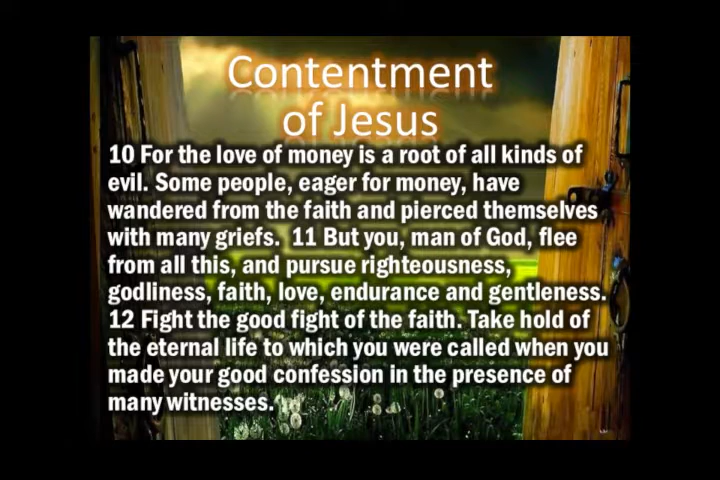 Contentment
of Jesus
10 For the love of money is a root of all kinds of
evil. Some people, eager for money, have
wandered from the faith and pierced themselves
with many griefs.  11 But you, man of God, flee
from all this, and pursue righteousness,
godliness, faith, love, endurance and gentleness.
12 Fight the good fight of the faith. Take hold of
the eternal life to which you were called when you
made your good confession in the presence of
many witnesses.